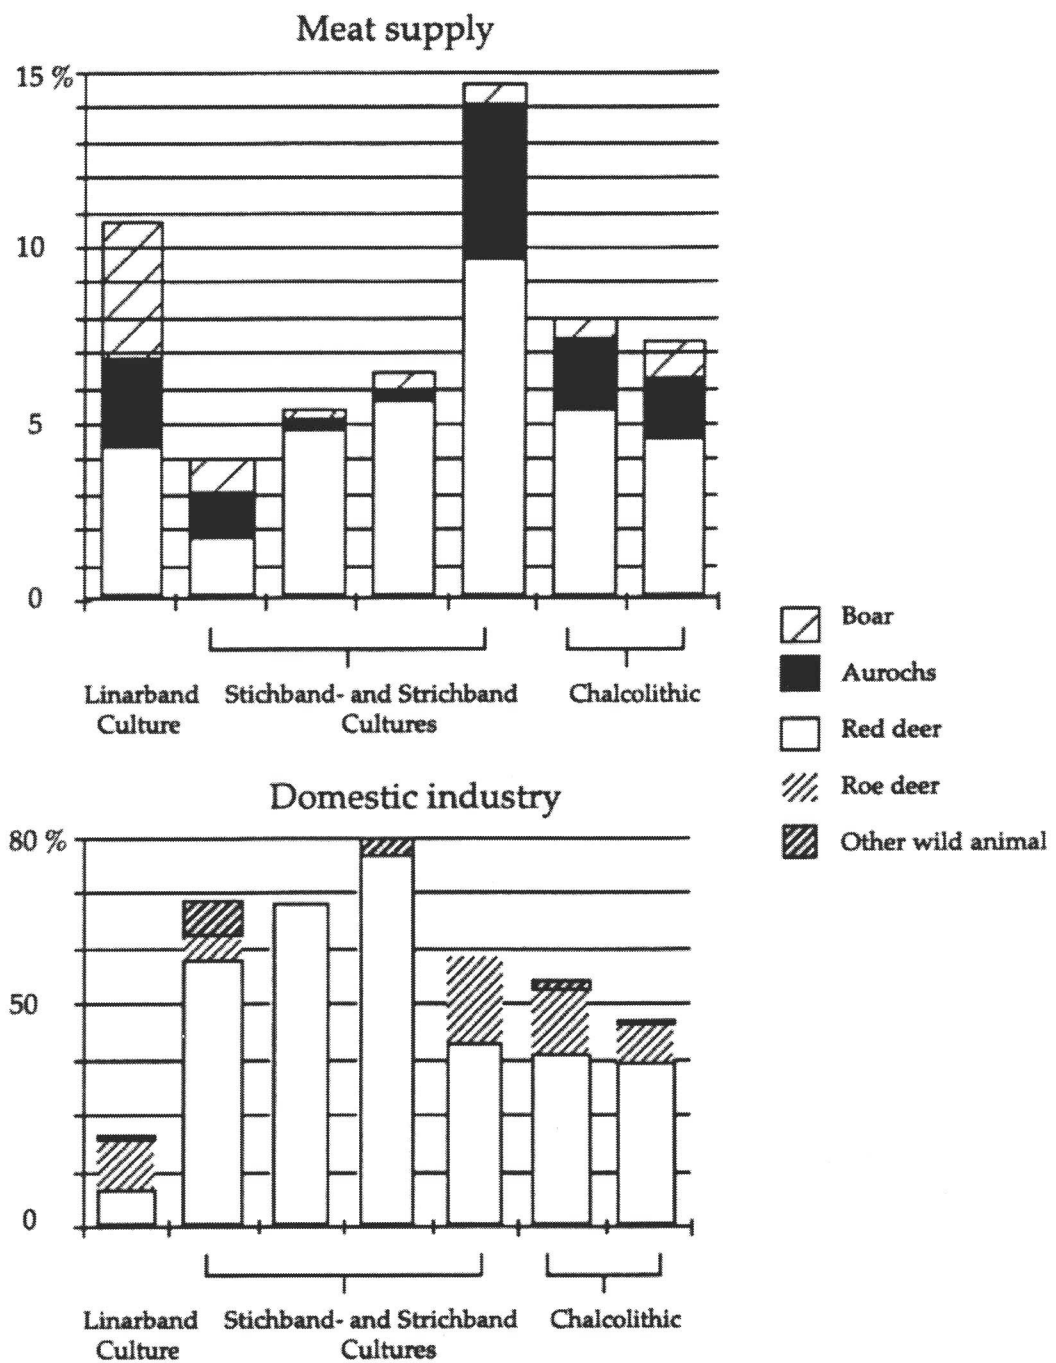 Meat supply
15 %
10
5
0
Linarband
Culture
Stichband- and Strichband
Cultures
Chalcolithic
Boar
Aurochs
Red deer
Roe deer
Other wild animal
Domestic industry
80 %
50
0
Linarband
Culture
Stichband- and Strichband
Cultures
Chalcolithic